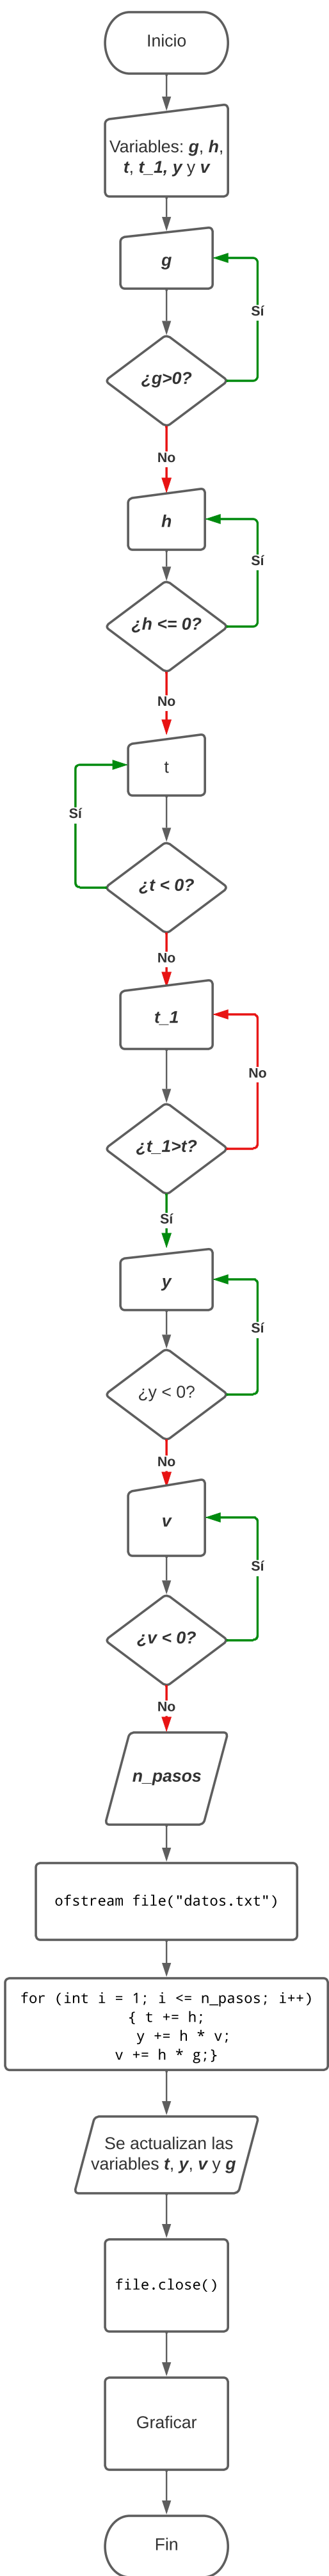 Inicio
Variables: g, h,
t, t_1, y y v
g
Sí
¿g>0?
No
h
Sí
¿h <= 0?
No
t
Sí
¿t < 0?
No
t_1
No
¿t_1>t?
Sí
y
Sí
¿y < 0?
No
v
Sí
¿v < 0?
No
n_pasos
ofstream file("datos.txt")
for (int i = 1; i <= n_pasos; i++)
{ t += h;
y += h * v;
v += h * g;}
Se actualizan las
variables t, y, v y g
file.close()
Graficar
Fin